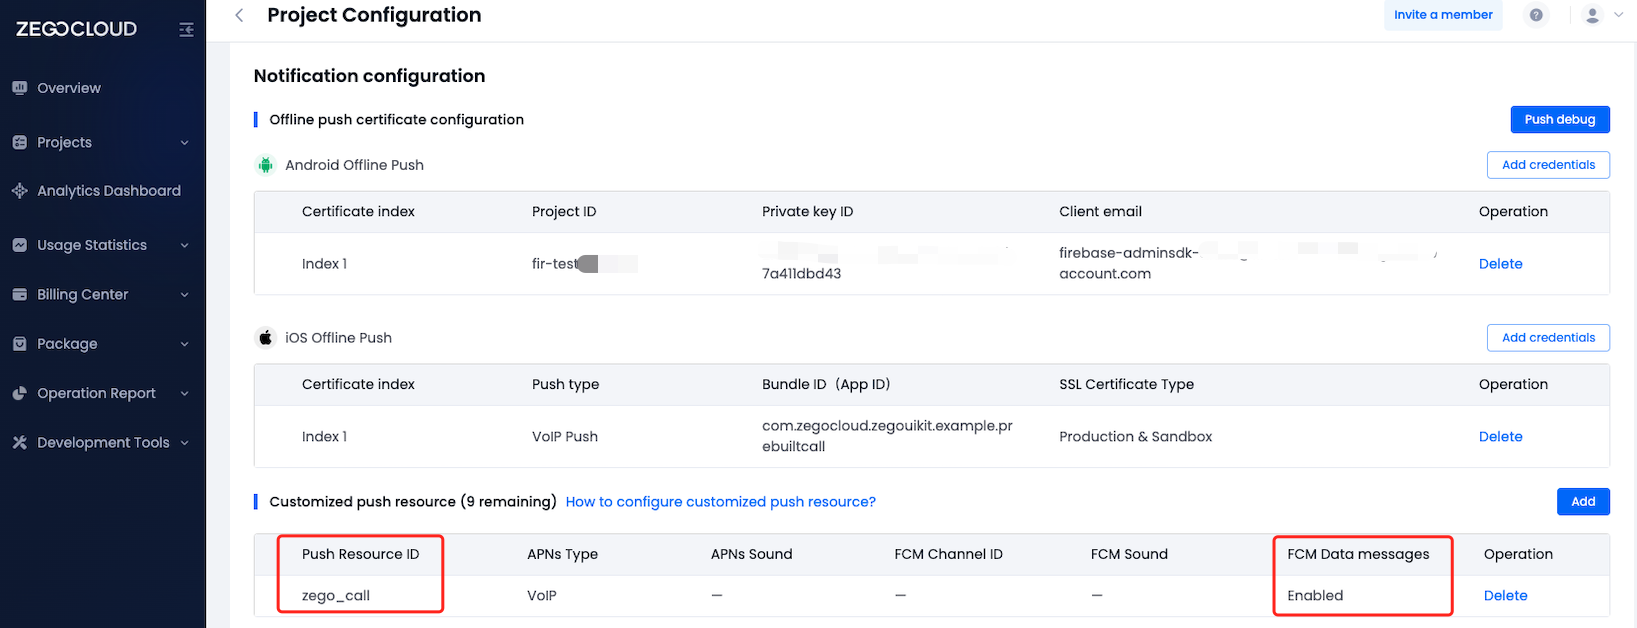 ZEGOCLOUD
Project Configuration
Invite a member
Overview
Projects
Analytics Dashboard
Usage Statistics
Billing Center
Package
Operation Report
Development Tools
Notification configuration
Offline push certificate configuration
Push debug
Android Offline Push
Add credentials
Certificate index Project ID Private key ID Client email Operation
Index 1 fir-test 7a411dbd43 firebase-adminsdk- Delete
account.com
iOS Offline Push
Add credentials
Certificate index Push type Bundle ID（App ID） SSL Certificate Type Operation
Index 1 VoIP Push com.zegocloud.zegouikit.example.pr Production & Sandbox Delete
ebuiltcall
Customized push resource (9 remaining) How to configure customized push resource? Add
Push Resource ID APNs Type APNs Sound FCM Channel ID FCM Sound FCM Data messages Operation
zego_call VoIP — — — Enabled Delete